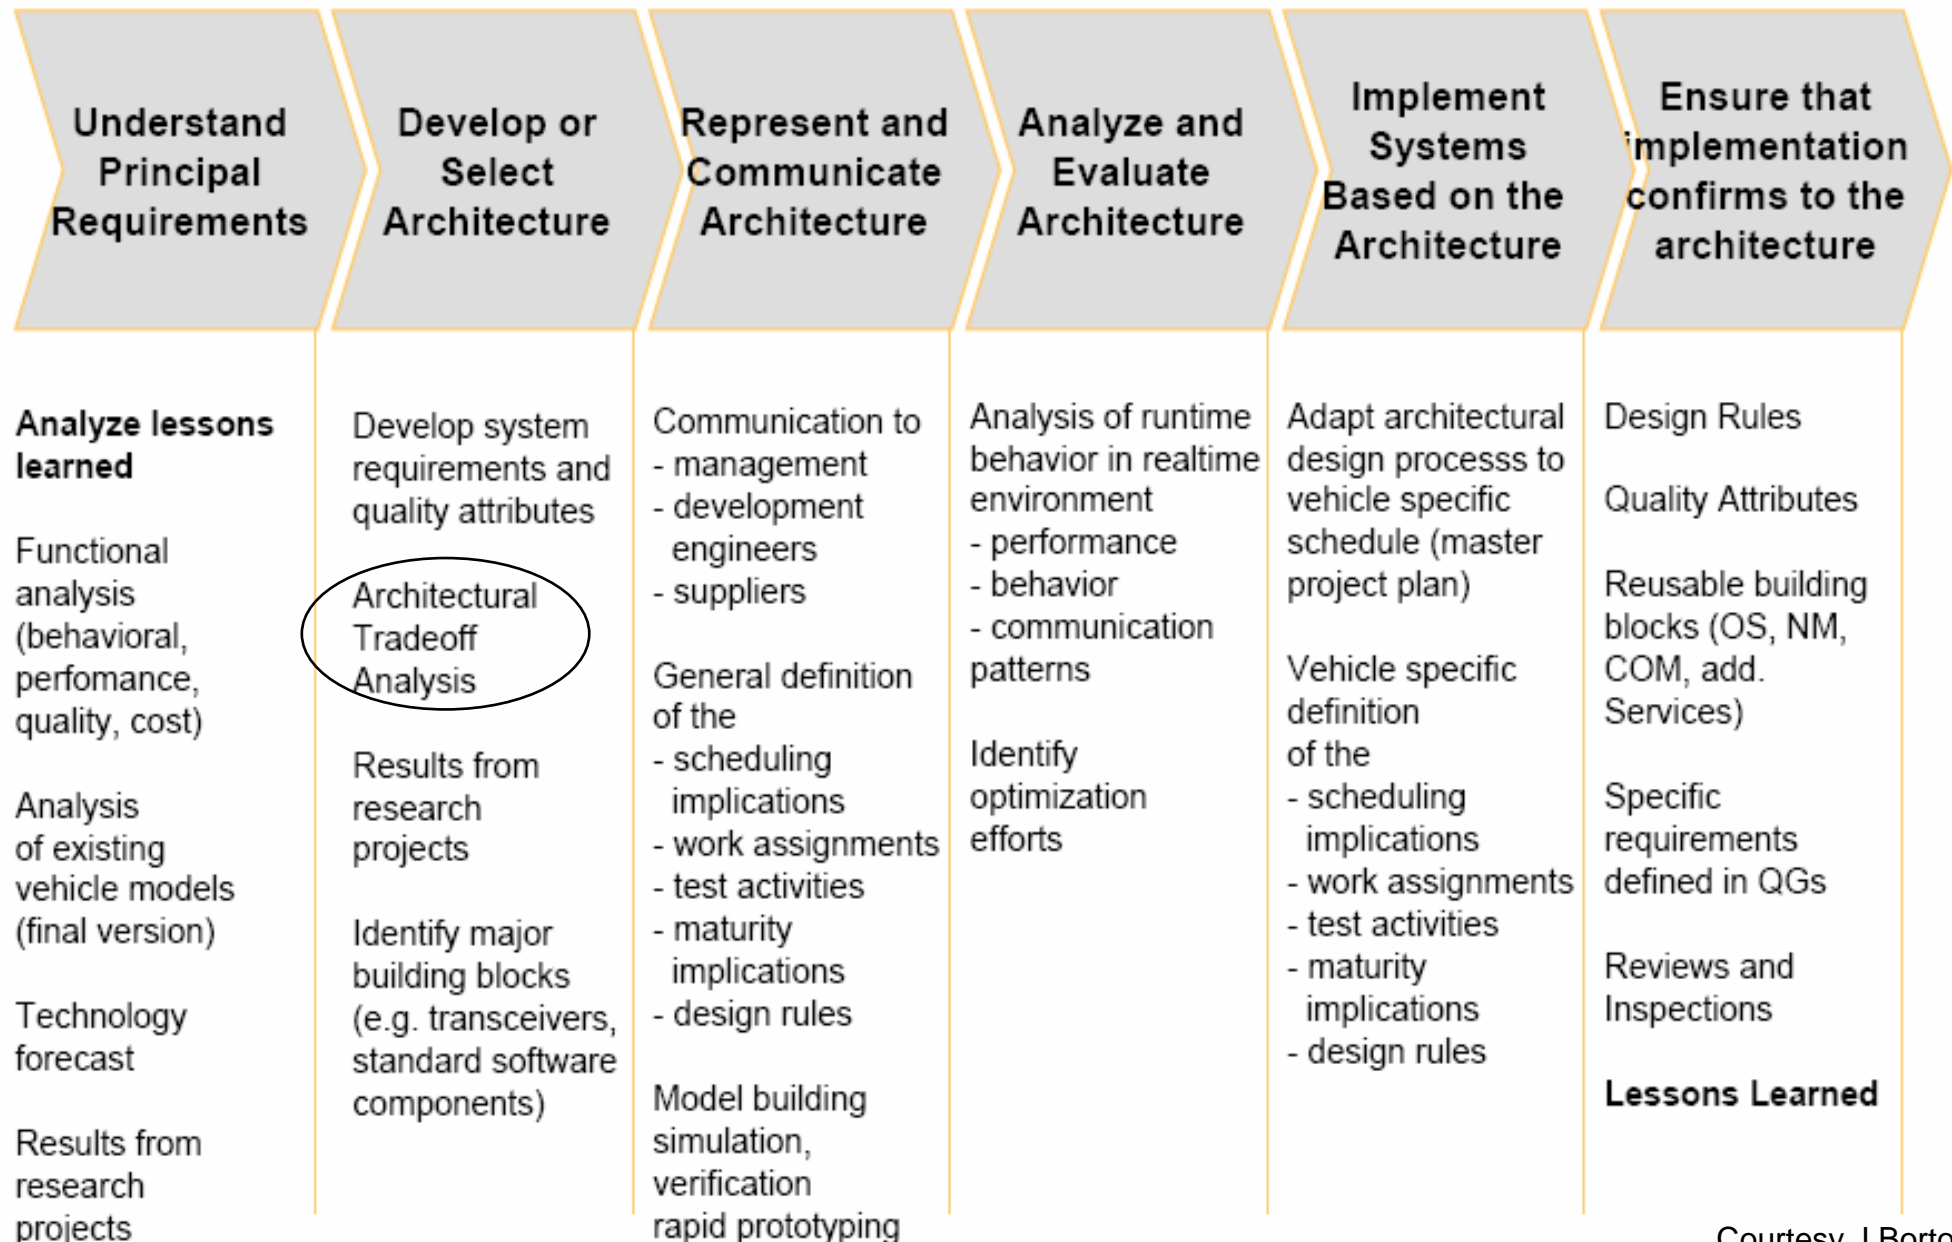 Understand
Principal
Requirements
Develop or
Select
Architecture
Represent and
Communicate
Architecture
Analyze and
Evaluate
Architecture
Implement
Systems
Based on the
Architecture
Ensure that
implementation
confirms to the
architecture
Analyze lessons
learned
Functional
analysis
(behavioral,
perfomance,
quality, cost)
Analysis
of existing
vehicle models
(final version)
Technology
forecast
Results from
research
projects
Develop system
requirements and
quality attributes
Architectural
Tradeoff
Analysis
Results from
research
projects
Identify major
building blocks
(e.g. transceivers,
standard software
components)
Communication to
- management
- development
engineers
- suppliers
General definition
of the
- scheduling
implications
- work assignments
- test activities
- maturity
implications
- design rules
Model building
simulation,
verification
rapid prototyping
Analysis of runtime
behavior in realtime
environment
- performance
- behavior
- communication
patterns
Identify
optimization
efforts
Adapt architectural
design processs to
vehicle specific
schedule (master
project plan)
Vehicle specific
definition
of the
- scheduling
implications
- work assignments
- test activities
- maturity
implications
- design rules
Design Rules
Quality Attributes
Reusable building
blocks (OS, NM,
COM, add.
Services)
Specific
requirements
defined in QGs
Reviews and
Inspections
Lessons Learned
Courtesy